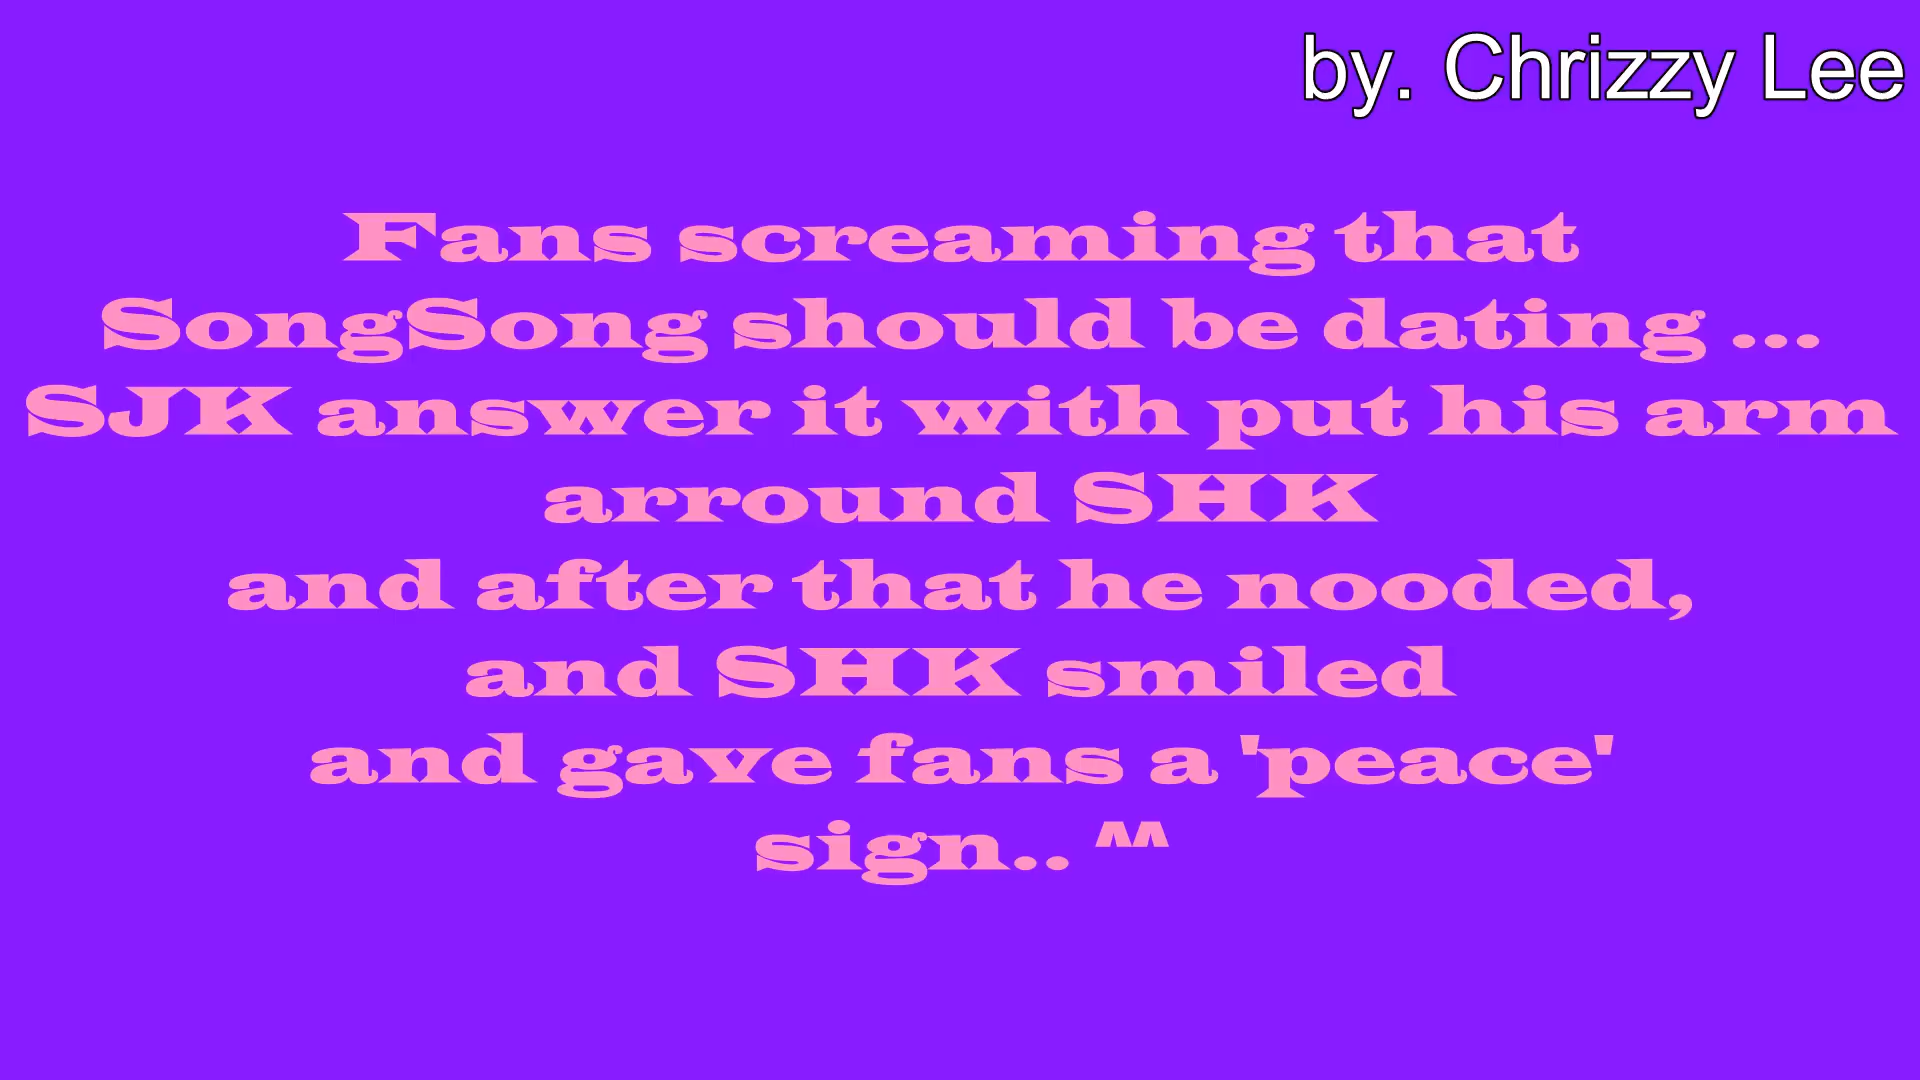 by. Chrizzy Lee
Fans screaming that
SongSong should be dating ...
SJK answer it with put his arm
arround SHK
and after that he nooded,
and SHK smiled
and gave fans a 'peace'
sign.. ^^